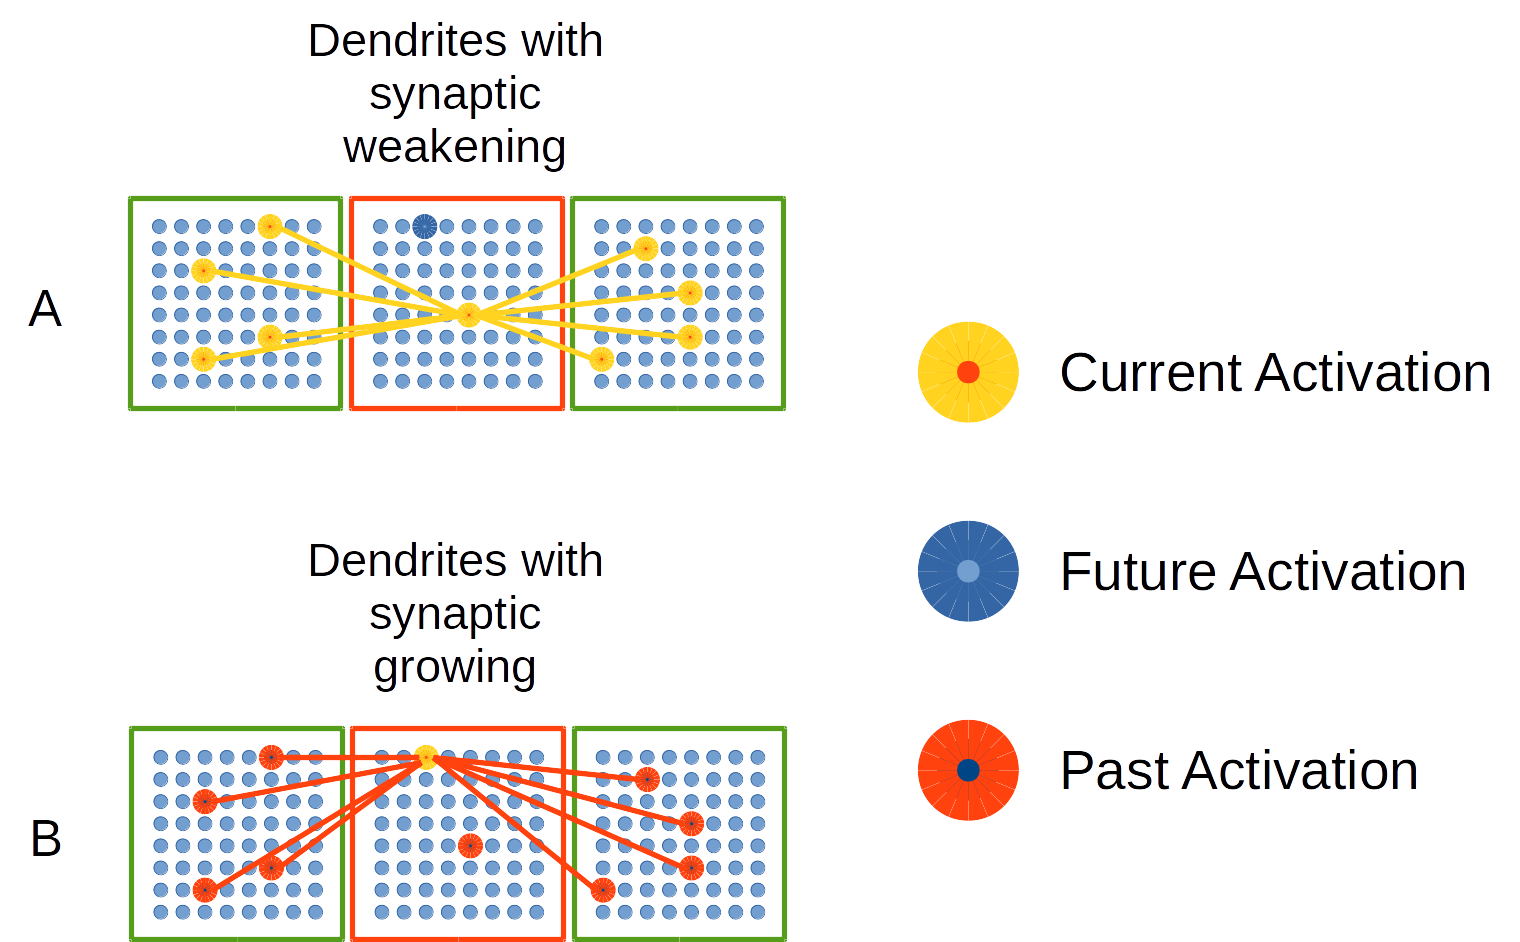 Dendrites with
synaptic
weakening
A
Current Activation
Future Activation
Dendrites with
synaptic
growing
B
Past Activation